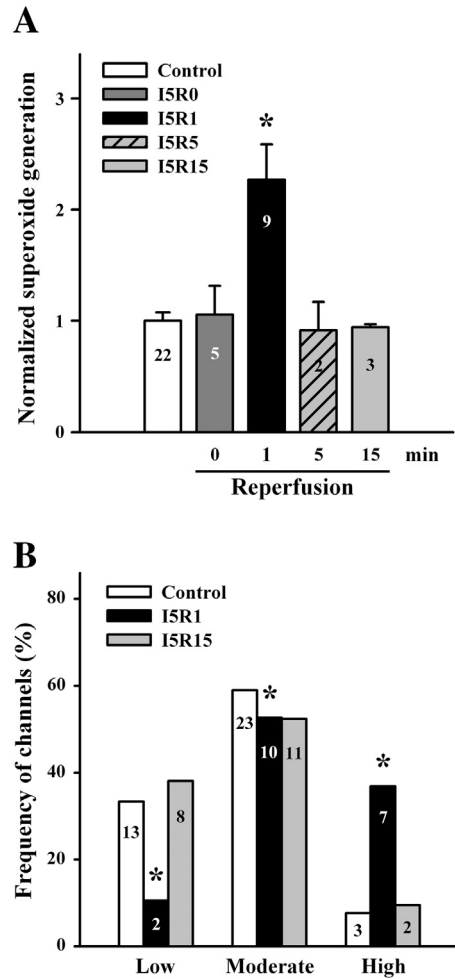 A
Normalized superoxide generation
3
2
1
0
Control
I5R0
I5R1
I5R5
I5R15
*
22
5
9
2
3
0 1 5 15 min
Reperfusion
B
Frequency of channels (%)
80
60
40
20
0
Control
I5R1
I5R15
* * *
13 2 8 23 10 11 3 7 2
Low Moderate High